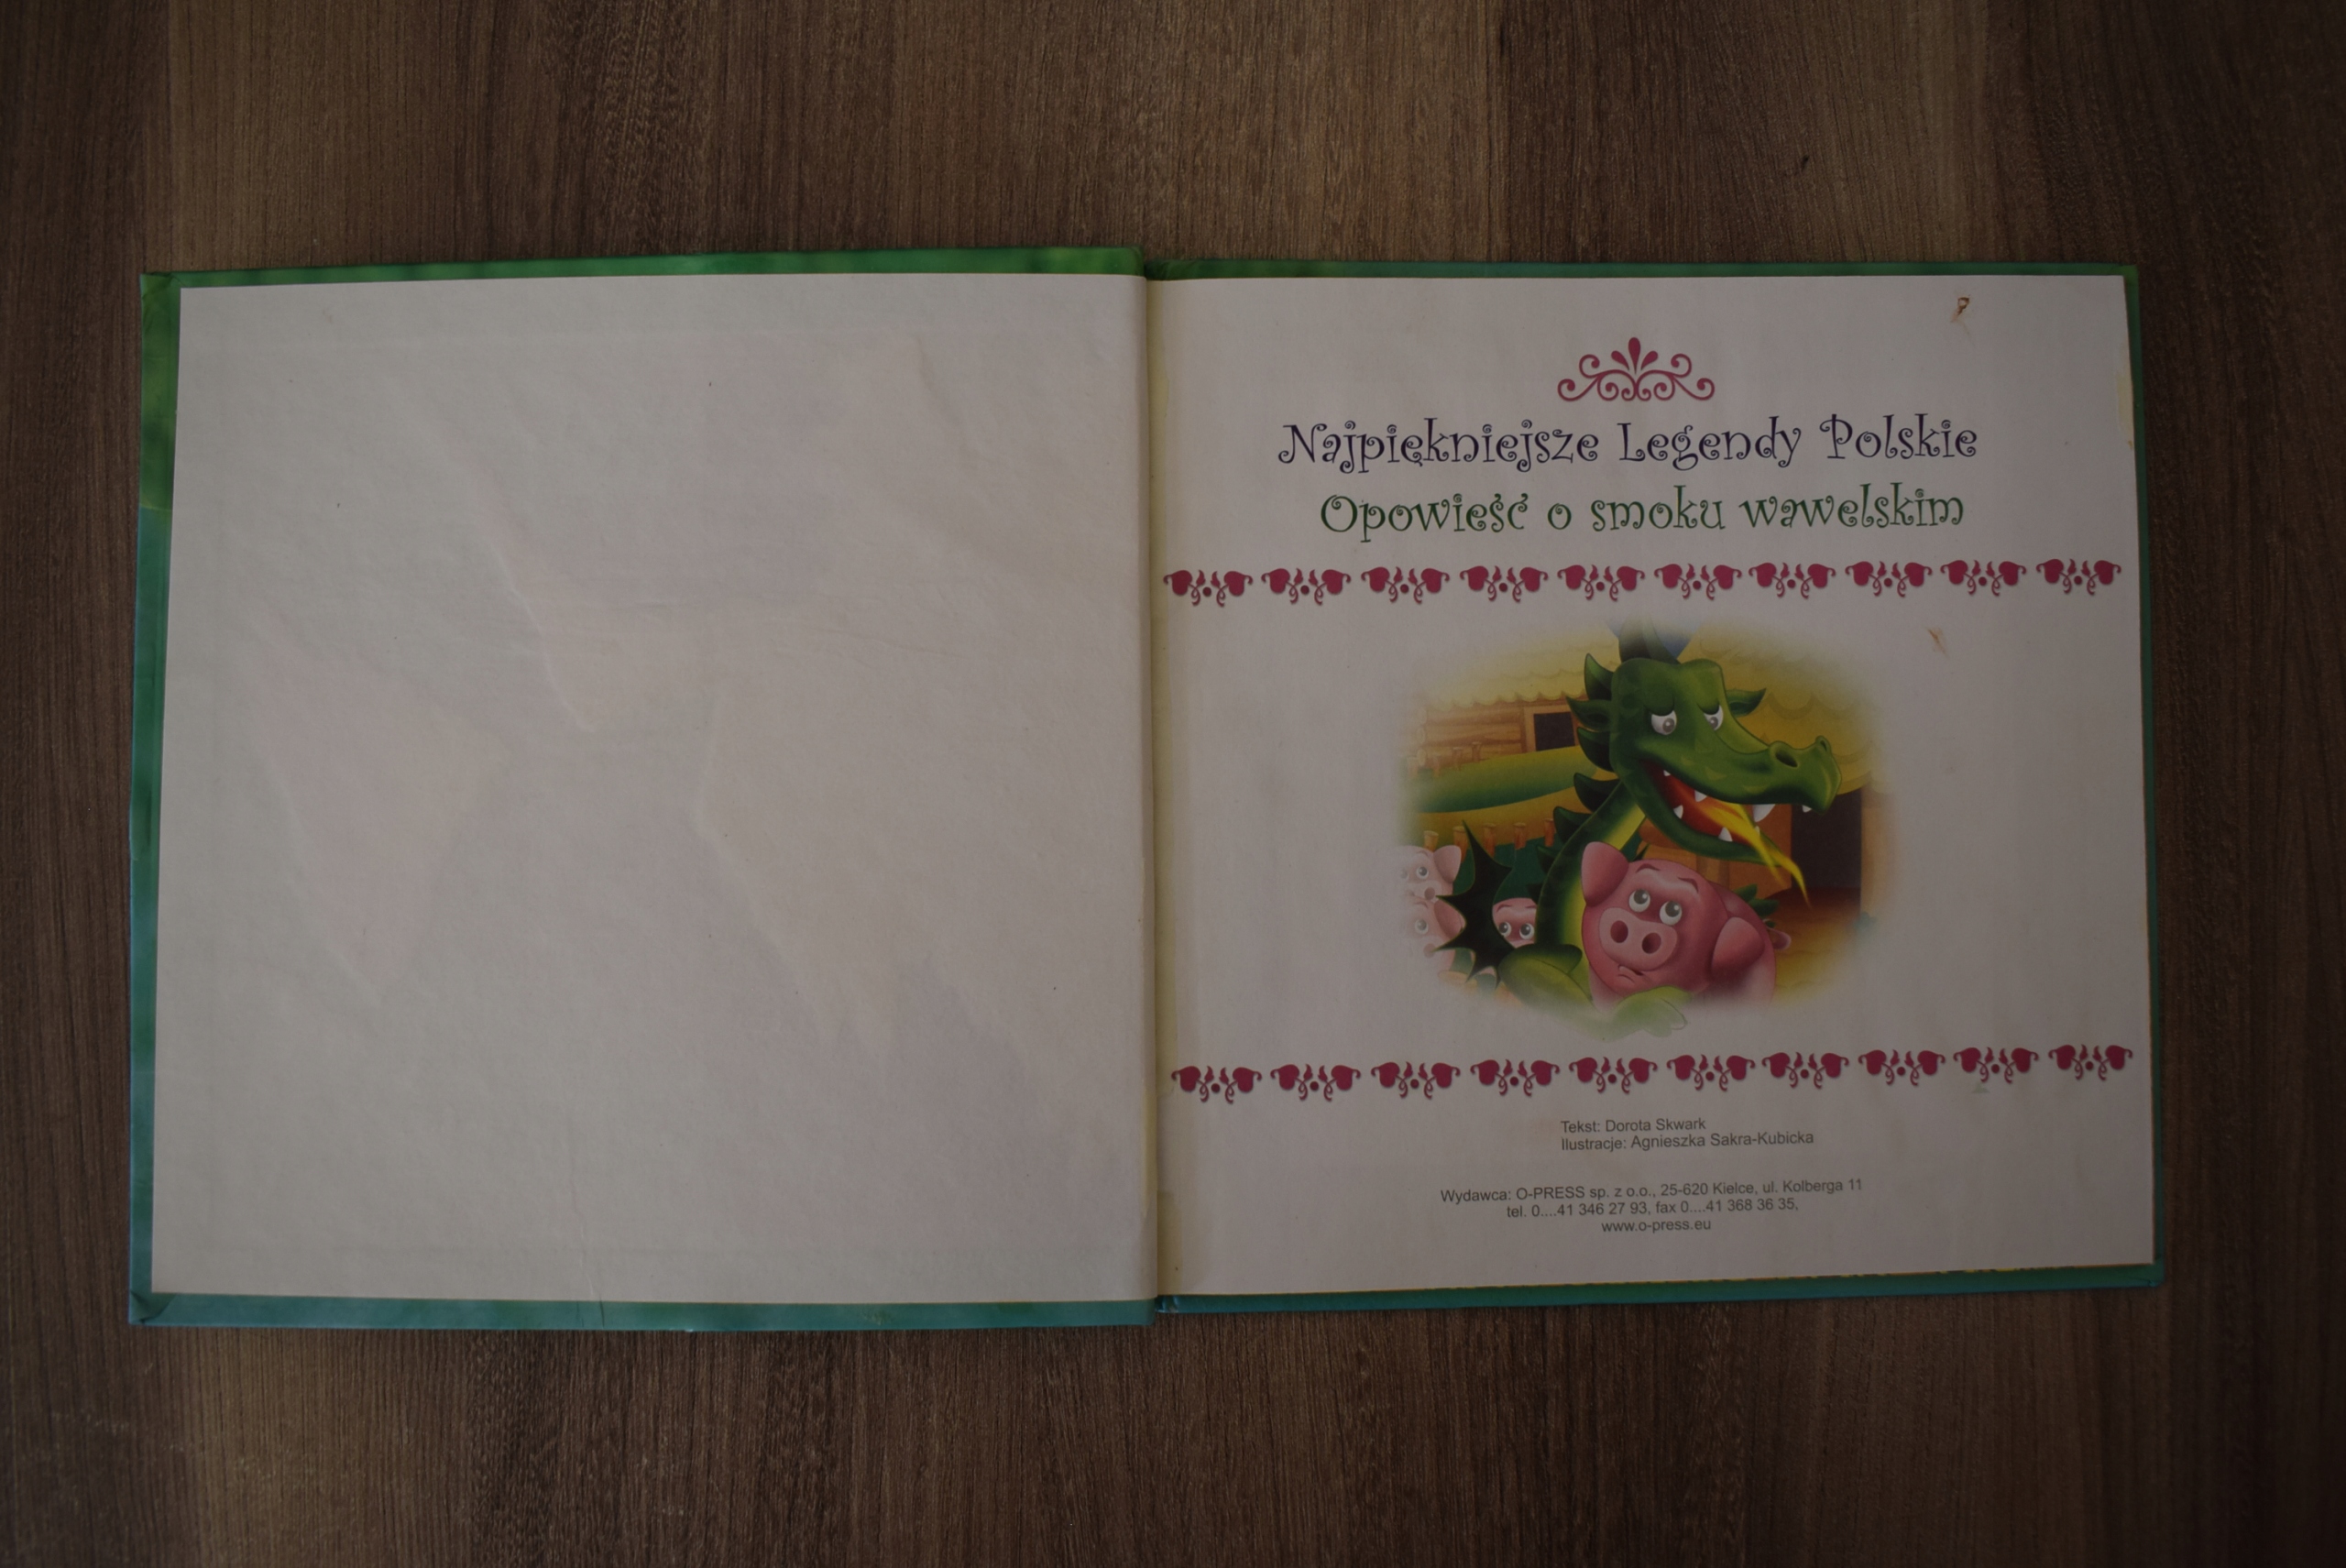 Najpiękniejsze Legendy Polskie
Opowieść o smoku wawelskim
Tekst: Dorota Skwark
Ilustracje: Agnieszka Sakra-Kubicka
Wydawca: O-PRESS sp. z o.o., 25-620 Kielce, ul. Kolberga 11
tel. 0....41 346 27 93, fax 0....41 368 36 35,
www.o-press.eu